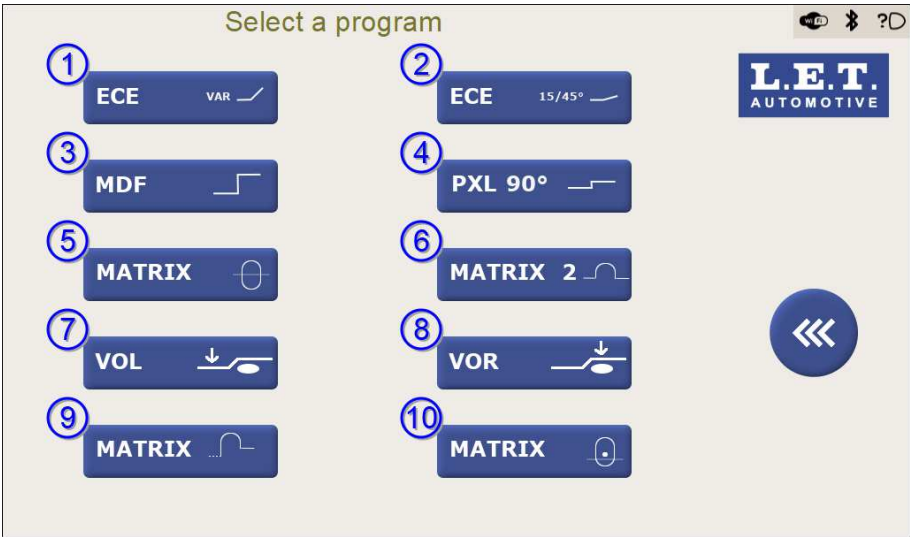 Select a program
WiFi
?
1
ECE VAR
2
ECE 15/45°
L.E.T.
AUTOMOTIVE
3
MDF
4
PXL 90°
5
MATRIX
6
MATRIX 2
7
VOL
8
VOR
9
MATRIX
10
MATRIX